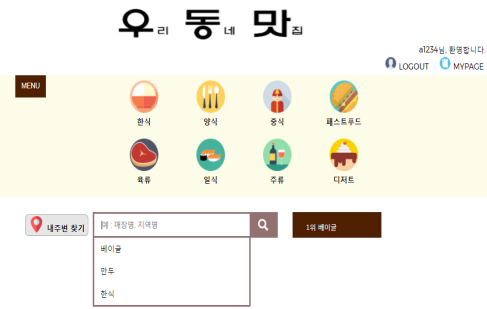 우리 동네 맛집
a1234님, 환영합니다.
LOGOUT MYPAGE
MENU
한식 양식 중식 패스트푸드
육류 일식 주류 디저트
내주변 찾기 예 : 매장명, 지역명 1위 베이글
베이글
만두
한식